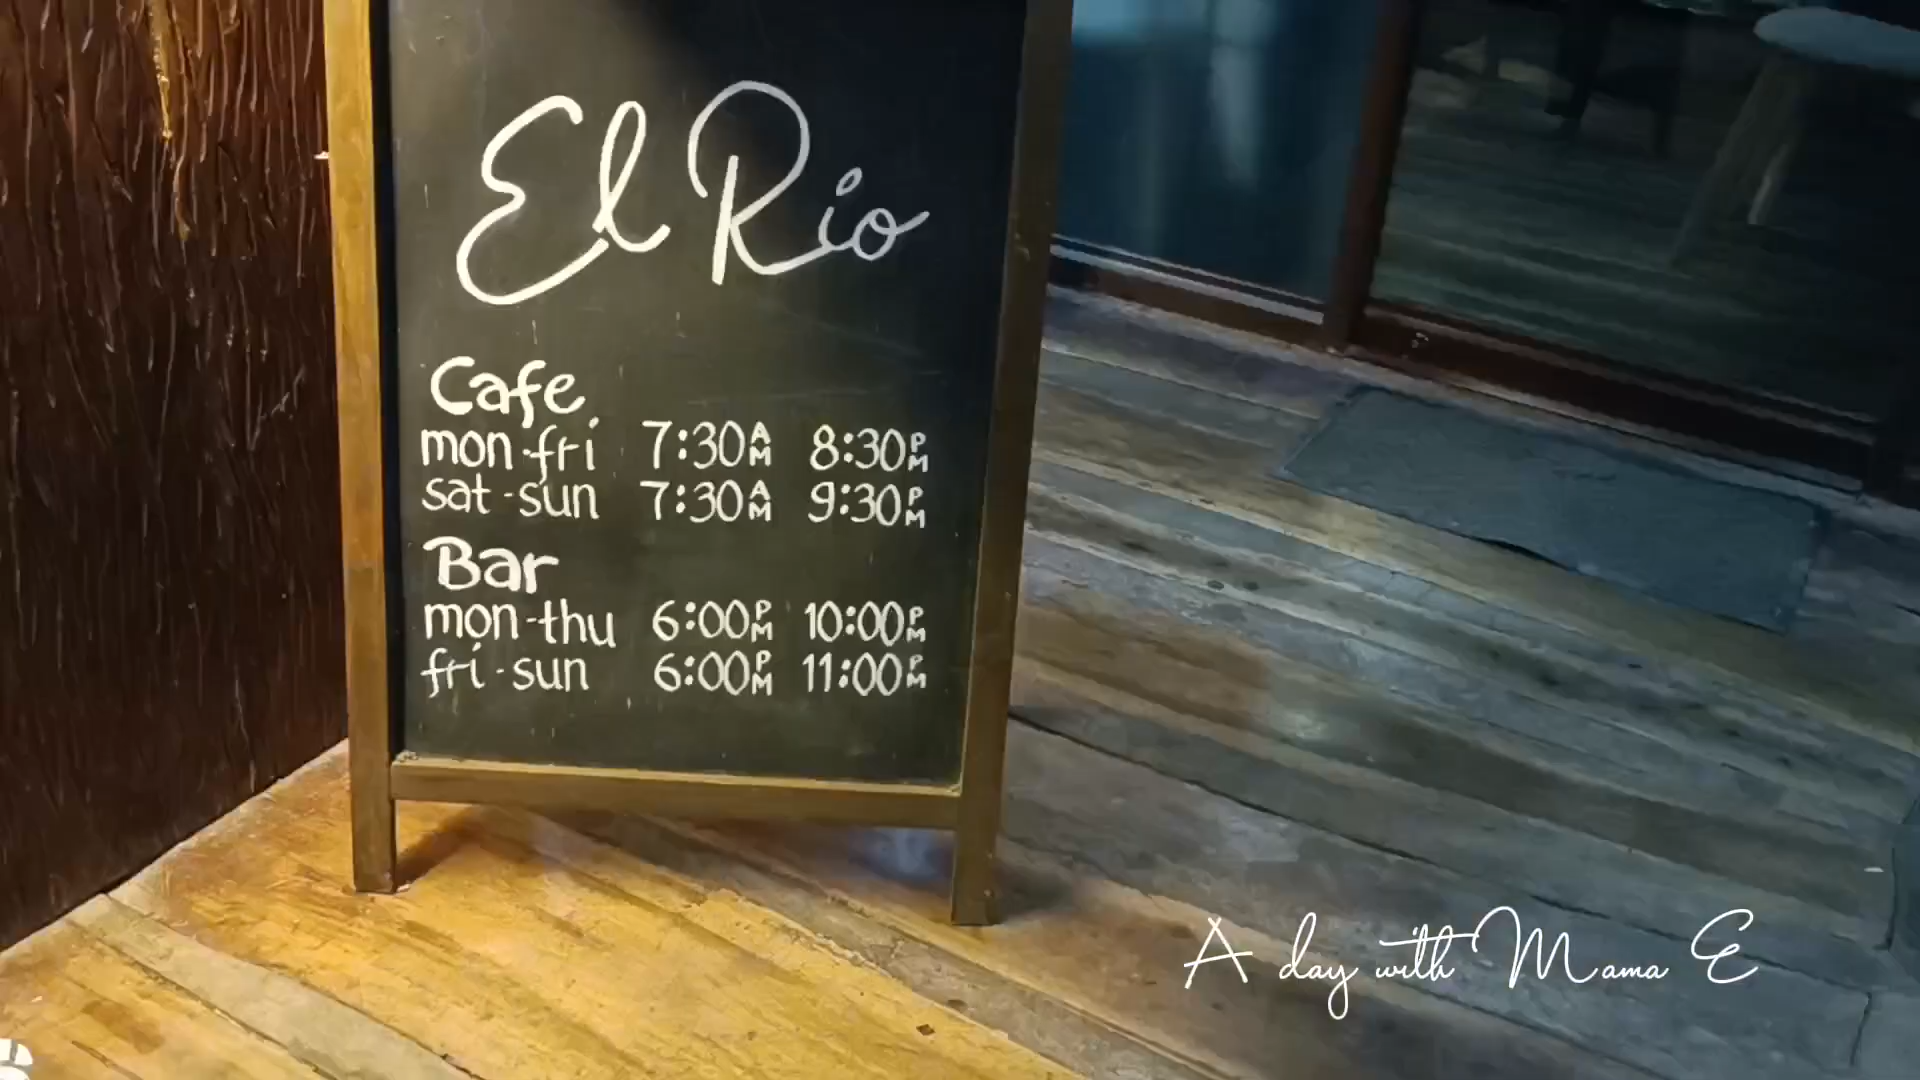 El Rio
Cafe
mon-fri 7:30AM 8:30PM
sat-sun 7:30AM 9:30PM
Bar
mon-thu 6:00PM 10:00PM
fri-sun 6:00PM 11:00PM
A day with Mama E